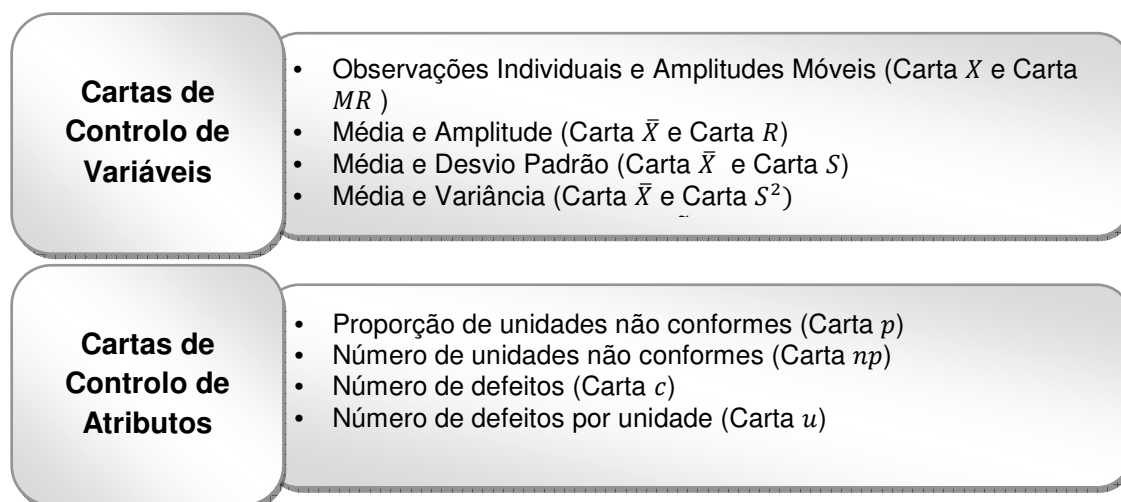 Cartas de
Controlo de
Variáveis
• Observações Individuais e Amplitudes Móveis (Carta X e Carta
MR )
• Média e Amplitude (Carta X̄ e Carta R)
• Média e Desvio Padrão (Carta X̄ e Carta S)
• Média e Variância (Carta X̄ e Carta S²)
Cartas de
Controlo de
Atributos
• Proporção de unidades não conformes (Carta p)
• Número de unidades não conformes (Carta np)
• Número de defeitos (Carta c)
• Número de defeitos por unidade (Carta u)